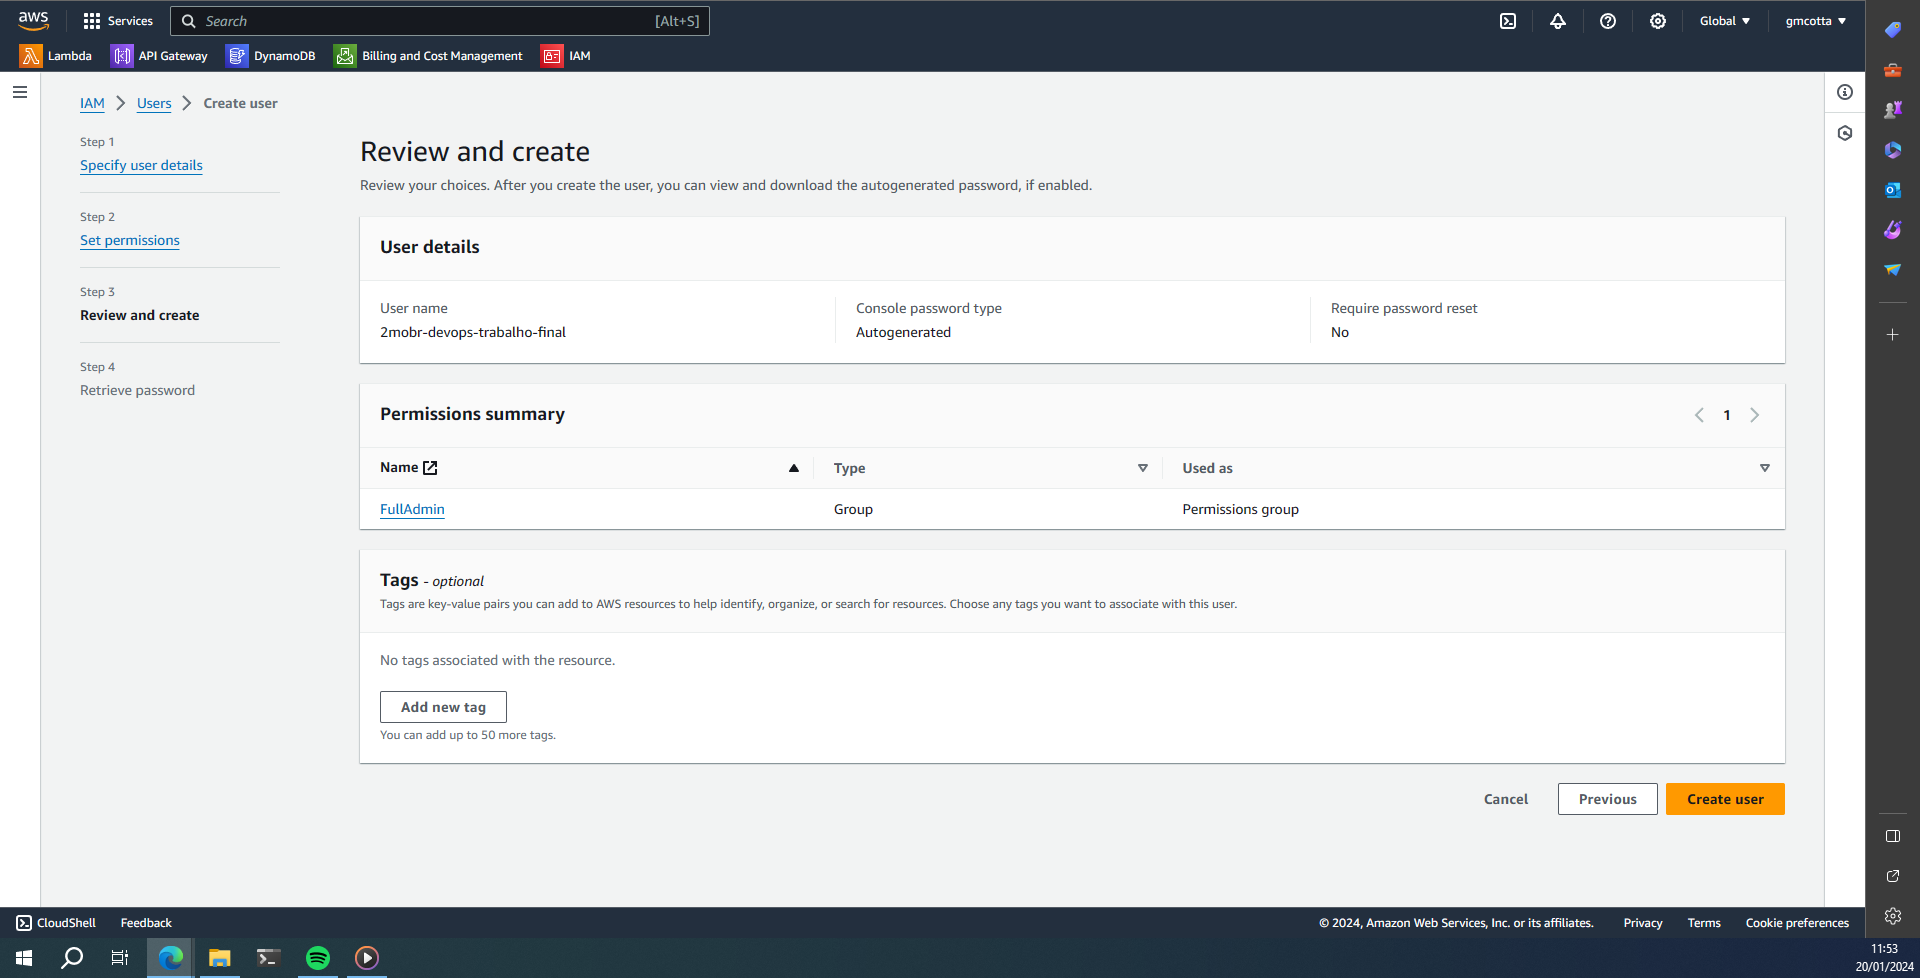 aws
Services
Search
[Alt+S]
Global
gmcotta
Lambda
API Gateway
DynamoDB
Billing and Cost Management
IAM
IAM
Users
Create user
Step 1
Specify user details
Step 2
Set permissions
Step 3
Review and create
Step 4
Retrieve password
Review and create
Review your choices. After you create the user, you can view and download the autogenerated password, if enabled.
User details
User name
2mobr-devops-trabalho-final
Console password type
Autogenerated
Require password reset
No
Permissions summary
1
Name
Type
Used as
FullAdmin
Group
Permissions group
Tags - optional
Tags are key-value pairs you can add to AWS resources to help identify, organize, or search for resources. Choose any tags you want to associate with this user.
No tags associated with the resource.
Add new tag
You can add up to 50 more tags.
Cancel
Previous
Create user
CloudShell
Feedback
© 2024, Amazon Web Services, Inc. or its affiliates.
Privacy
Terms
Cookie preferences
11:53
20/01/2024